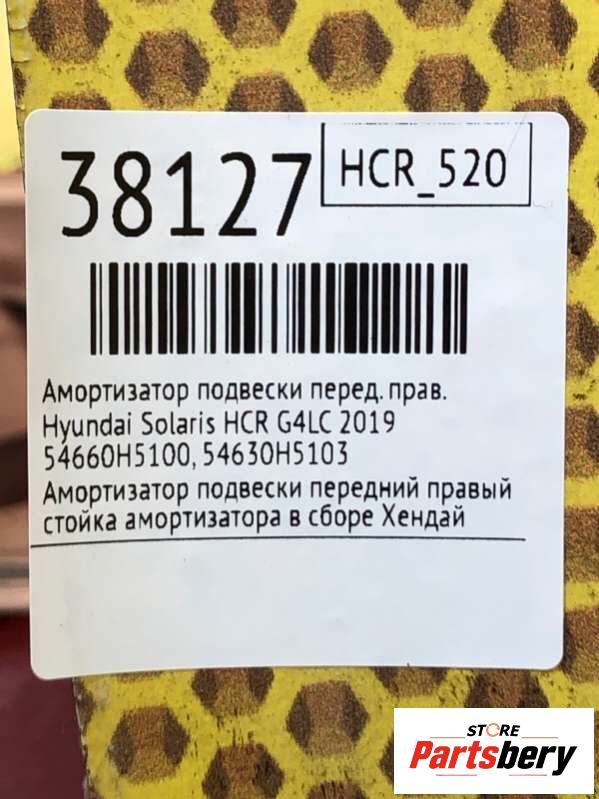 38127
HCR_520
Амортизатор подвески перед. прав.
Hyundai Solaris HCR G4LC 2019
54660H5100, 54630H5103
Амортизатор подвески передний правый
стойка амортизатора в сборе Хендай
STORE
Partsbery